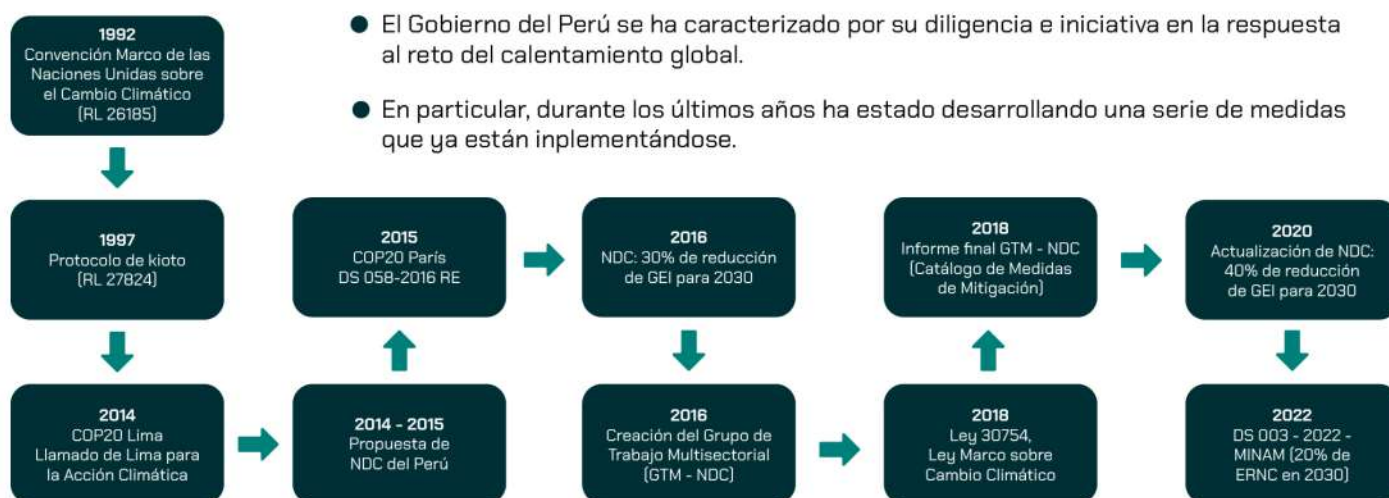 1992
Convención Marco de las
Naciones Unidas sobre
el Cambio Climático
(RL 26185)
● El Gobierno del Perú se ha caracterizado por su diligencia e iniciativa en la respuesta
al reto del calentamiento global.
● En particular, durante los últimos años ha estado desarrollando una serie de medidas
que ya están inplementándose.
1997
Protocolo de kioto
(RL 27824)
2014
COP20 Lima
Llamado de Lima para
la Acción Climática
2014 - 2015
Propuesta de
NDC del Perú
2015
COP20 París
DS 058-2016 RE
2016
NDC: 30% de reducción
de GEI para 2030
2016
Creación del Grupo de
Trabajo Multisectorial
(GTM - NDC)
2018
Ley 30754,
Ley Marco sobre
Cambio Climático
2018
Informe final GTM - NDC
(Catálogo de Medidas
de Mitigación)
2020
Actualización de NDC:
40% de reducción
de GEI para 2030
2022
DS 003 - 2022 -
MINAM (20% de
ERNC en 2030)